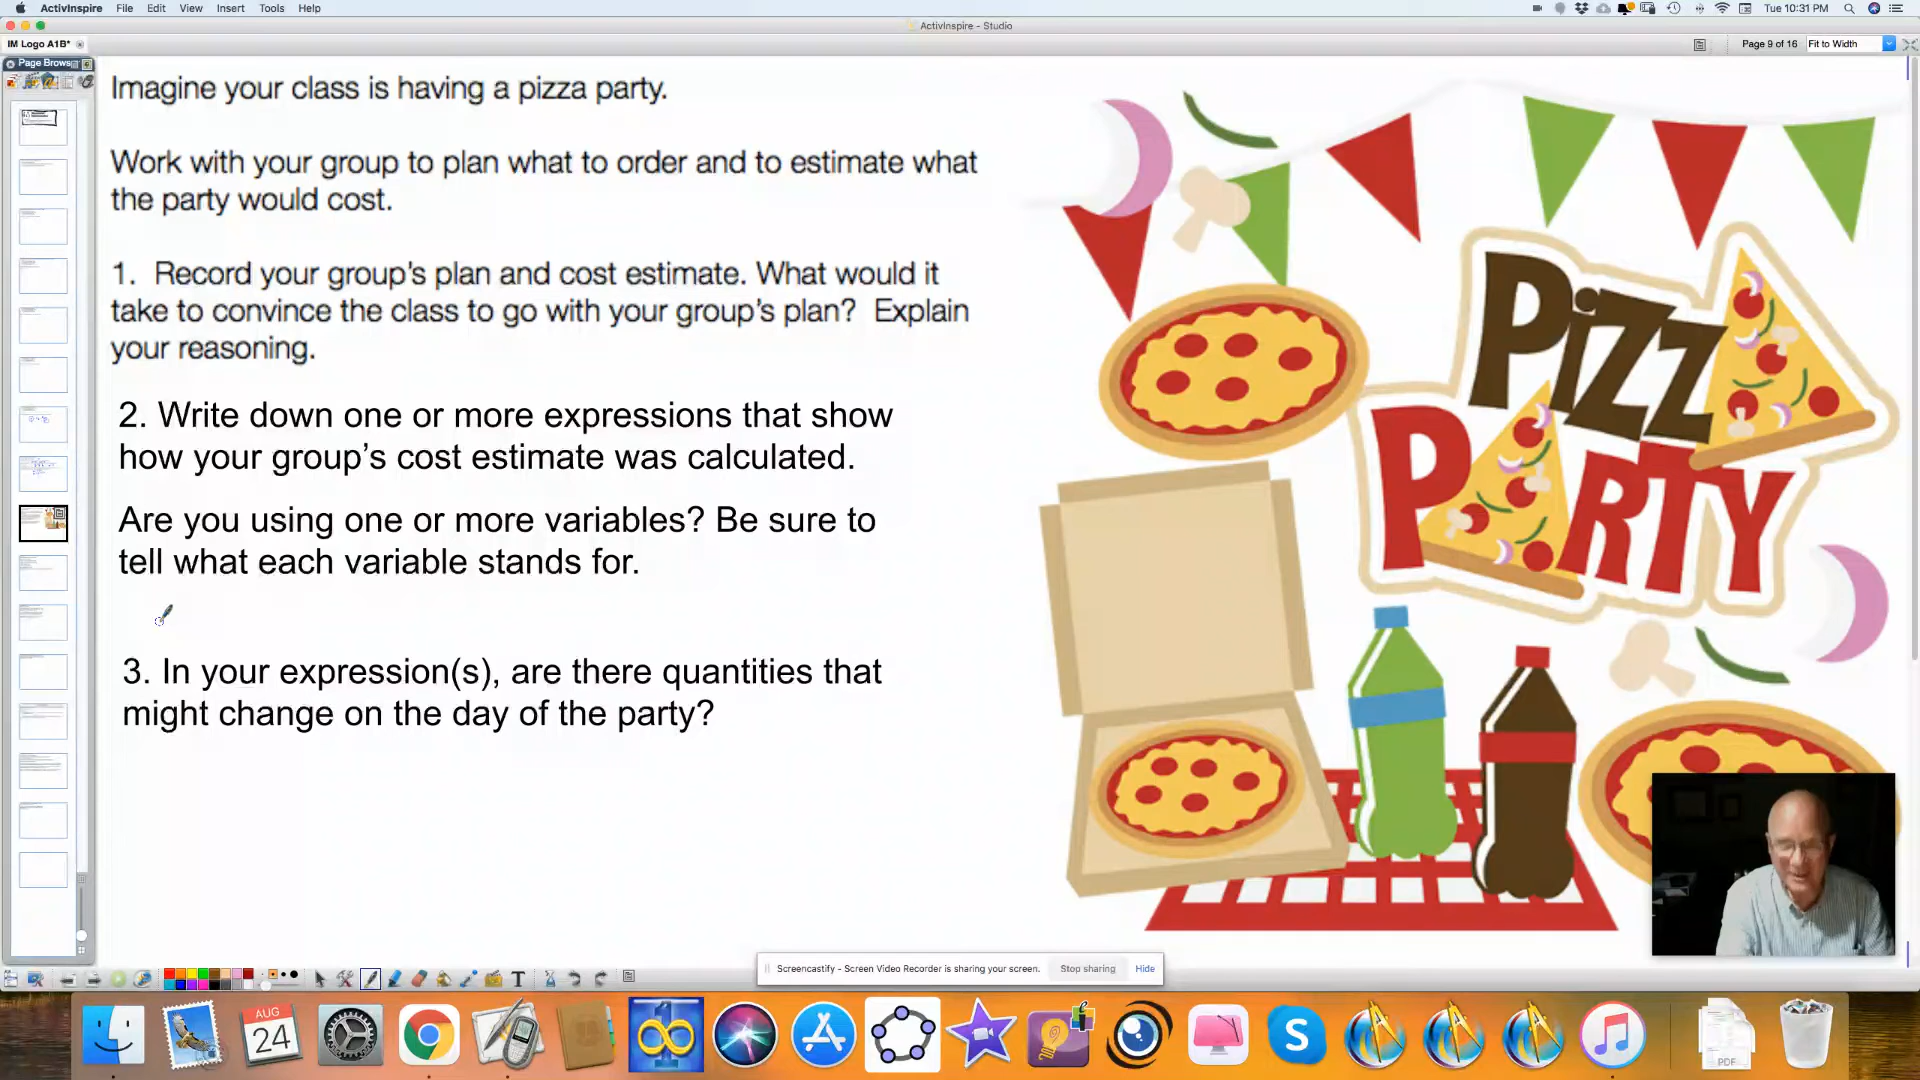 ActivInspire File Edit View Insert Tools Help
Tue 10:31 PM
ActivInspire - Studio
IM Logo A1B*
Page 9 of 16
Fit to Width
Page Brows
Imagine your class is having a pizza party.
Work with your group to plan what to order and to estimate what
the party would cost.
1. Record your group's plan and cost estimate. What would it
take to convince the class to go with your group's plan? Explain
your reasoning.
2. Write down one or more expressions that show
how your group's cost estimate was calculated.
Are you using one or more variables? Be sure to
tell what each variable stands for.
3. In your expression(s), are there quantities that
might change on the day of the party?
PiZZ
PARTY
Screencastify - Screen Video Recorder is sharing your screen.
Stop sharing
Hide
T
AUG
24
1
S
PDF